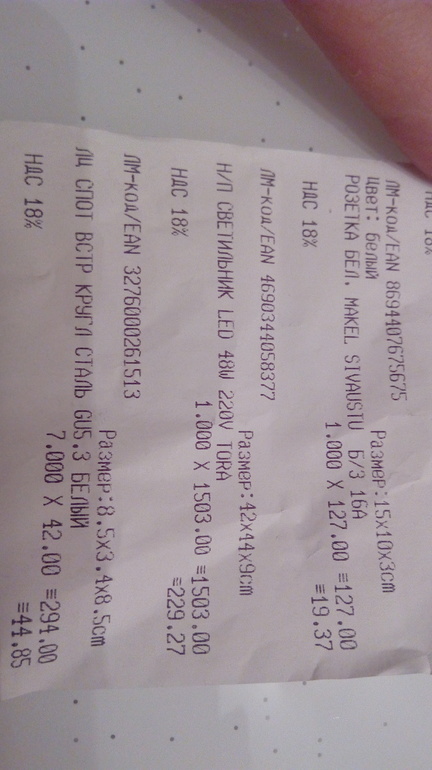 НДС 18%
ЛМ-код/EAN 8694407675675
Цвет: Белый Размер:15x10x3cm
РОЗЕТКА БЕЛ. MAKEL SIVAUSTU Б/З 16A
1.000 X 127.00 ≡127.00
НДС 18% ≡19.37
ЛМ-код/EAN 4690344058377
Размер:42x44x9cm
Н/П СВЕТИЛЬНИК LED 48W 220V TORA
1.000 X 1503.00 ≡1503.00
НДС 18% ≡229.27
ЛМ-код/EAN 3276000261513
Размер:8.5x3.4x8.5cm
ЛЦ СПОТ ВСТР КРУГЛ СТАЛЬ GU5.3 БЕЛЫЙ
7.000 X 42.00 ≡294.00
НДС 18% ≡44.85